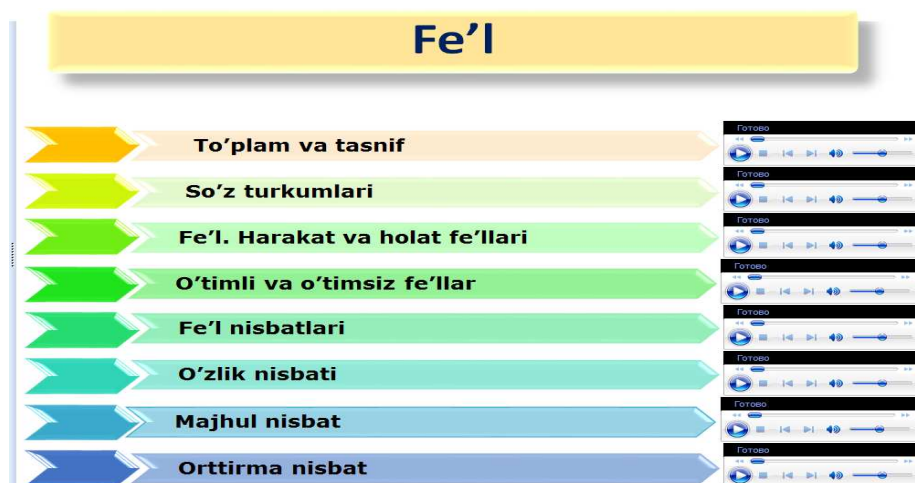 Fe’l
To’plam va tasnif
Готово
So’z turkumlari
Готово
Fe’l. Harakat va holat fe’llari
Готово
O’timli va o’timsiz fe’llar
Готово
Fe’l nisbatlari
Готово
O’zlik nisbati
Готово
Majhul nisbat
Готово
Orttirma nisbat
Готово